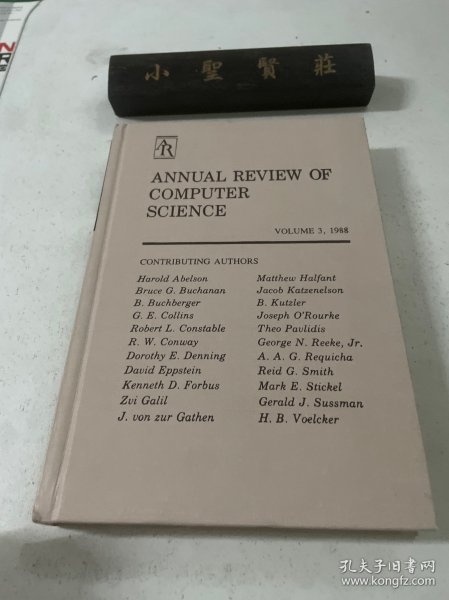 小聖賢莊
AR
ANNUAL REVIEW OF
COMPUTER
SCIENCE
VOLUME 3, 1988
CONTRIBUTING AUTHORS
Harold Abelson
Bruce G. Buchanan
B. Buchberger
G. E. Collins
Robert L. Constable
R. W. Conway
Dorothy E. Denning
David Eppstein
Kenneth D. Forbus
Zvi Galil
J. von zur Gathen
Matthew Halfant
Jacob Katzenelson
B. Kutzler
Joseph O'Rourke
Theo Pavlidis
George N. Reeke, Jr.
A. A. G. Requicha
Reid G. Smith
Mark E. Stickel
Gerald J. Sussman
H. B. Voelcker
孔夫子旧书网
www.kongfz.com